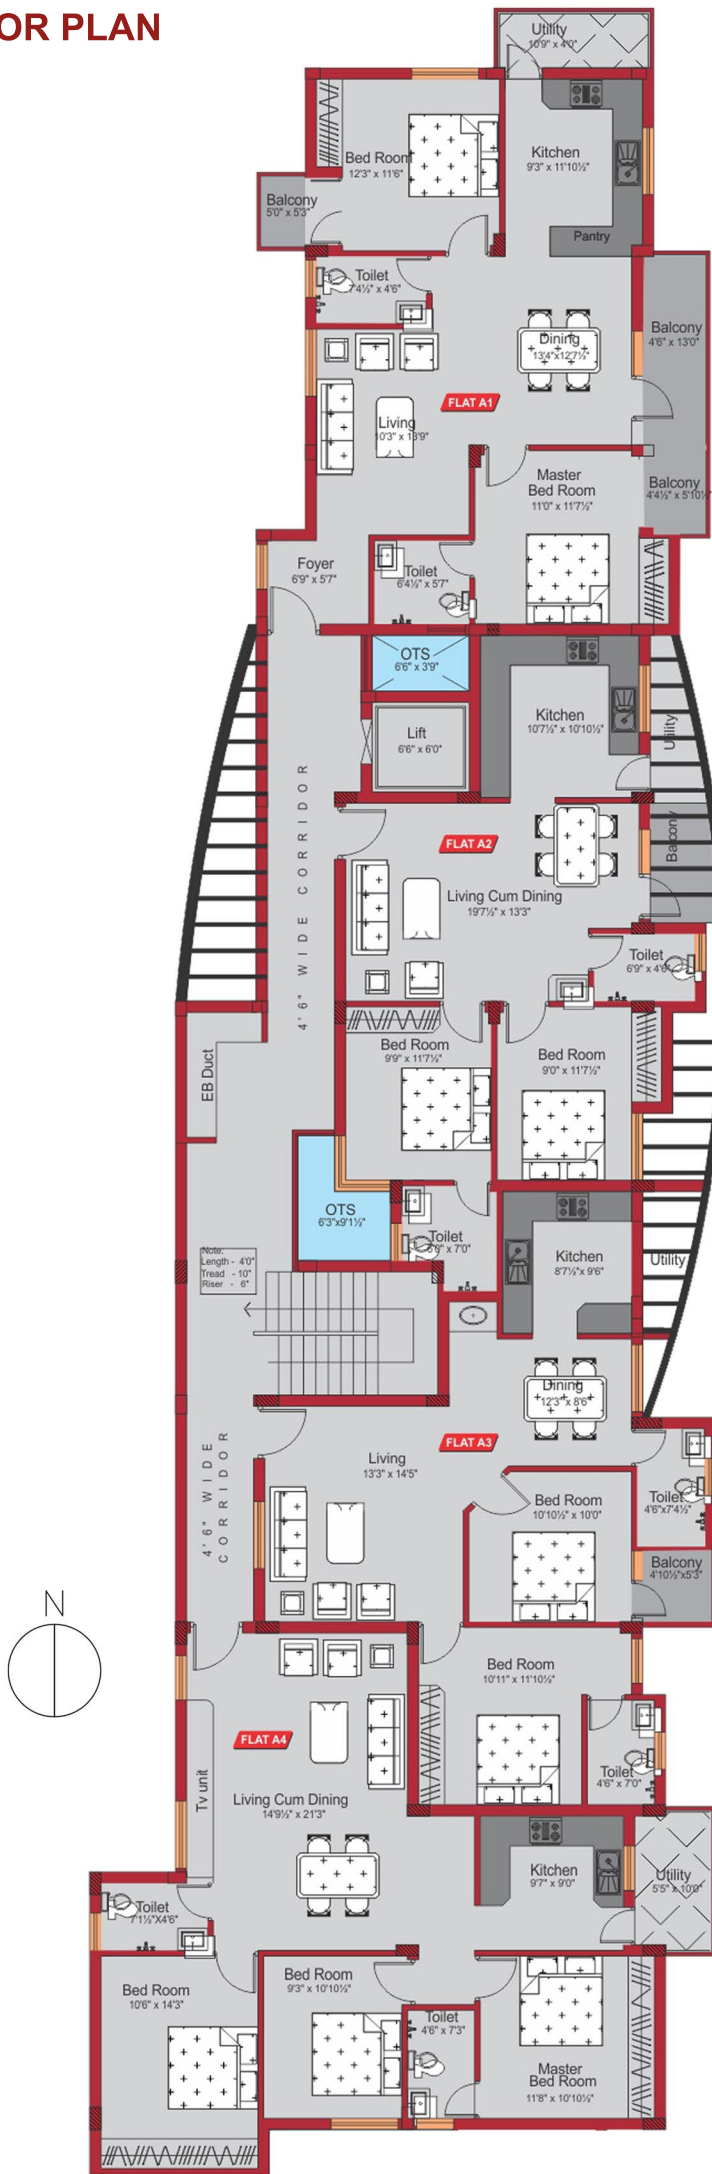 OR PLAN
Utility
10'9" x 4'0"
Bed Room
12'3" x 11'6"
Kitchen
9'3" x 11'10½"
Balcony
5'0" x 5'3"
Pantry
Toilet
7'4½" x 4'6"
Balcony
4'6" x 13'0"
Dining
13'4"x12'7½"
FLAT A1
Living
10'3" x 13'9"
Master
Bed Room
11'0" x 11'7½"
Balcony
4'4½" x 5'10½"
Foyer
6'9" x 5'7"
Toilet
6'4½" x 5'7"
OTS
6'6" x 3'9"
Kitchen
10'7½" x 10'10½"
Utility
Lift
6'6" x 6'0"
4'6" WIDE CORRIDOR
FLAT A2
Balcony
Living Cum Dining
19'7½" x 13'3"
Toilet
6'9" x 4'6"
Bed Room
9'9" x 11'7½"
Bed Room
9'0" x 11'7½"
EB Duct
OTS
6'3"x9'1½"
Toilet
x 7'0"
Kitchen
8'7½"x 9'6"
Utility
Note:
Length - 4'0"
Tread - 10"
Riser - 6"
Dining
12'3" x 8'6"
FLAT A3
Living
13'3" x 14'5"
4'6" WIDE
CORRIDOR
Bed Room
10'10½" x 10'0"
Toilet
4'6"x7'4½"
Balcony
4'10½"x5'3"
N
Bed Room
10'11" x 11'10½"
FLAT A4
Toilet
4'6" x 7'0"
Tv unit
Living Cum Dining
14'9½" x 21'3"
Kitchen
9'7" x 9'0"
Utility
5'5" x 10'0"
Toilet
7'1½"X4'6"
Bed Room
10'6" x 14'3"
Bed Room
9'3" x 10'10½"
Toilet
4'6" x 7'3"
Master
Bed Room
11'8" x 10'10½"